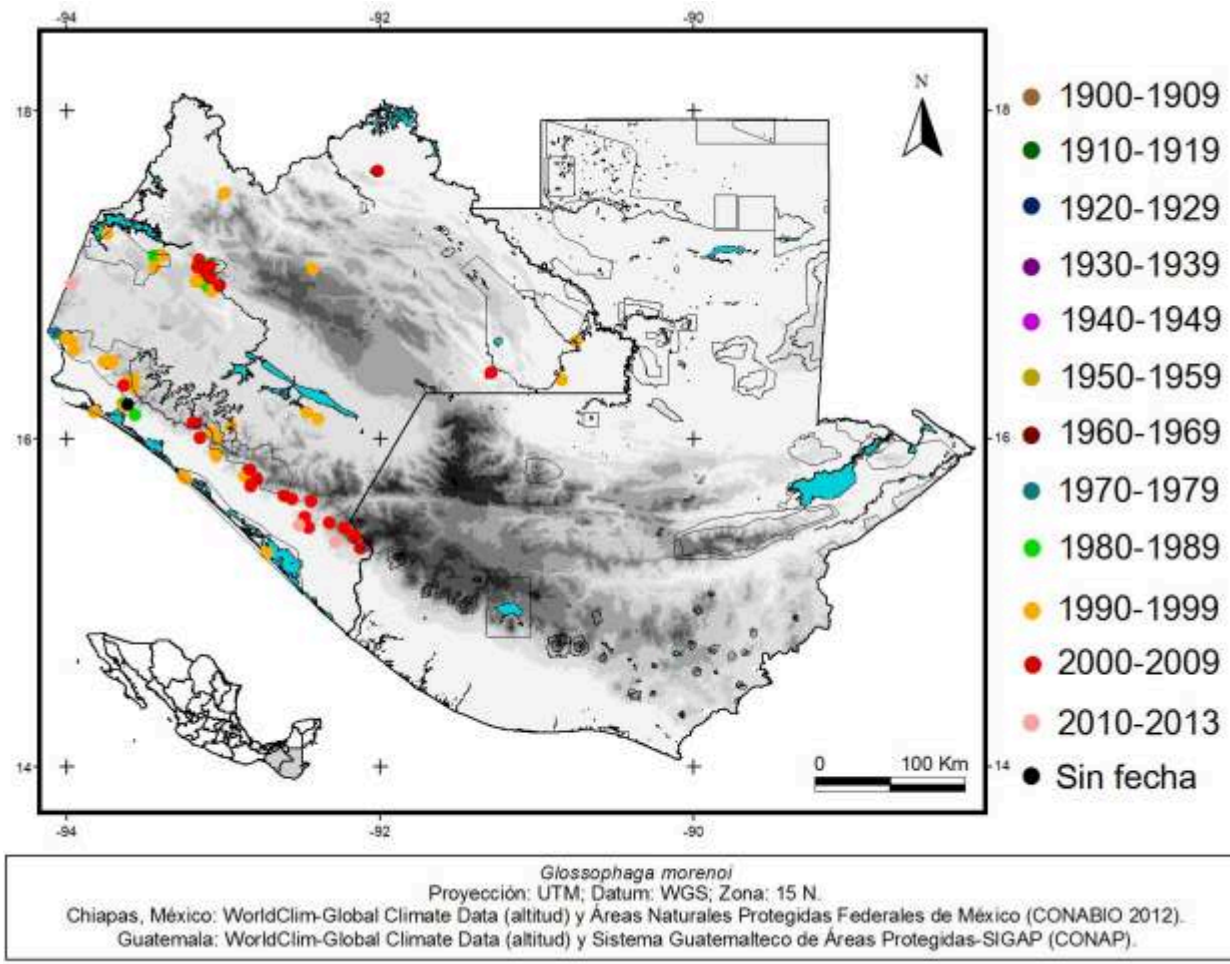 -94 -92 -90
N
18 18
16 16
14 14
0 100 Km
-94 -92 -90
1900-1909
1910-1919
1920-1929
1930-1939
1940-1949
1950-1959
1960-1969
1970-1979
1980-1989
1990-1999
2000-2009
2010-2013
Sin fecha
Glossophaga morenoi
Proyección: UTM; Datum: WGS; Zona: 15 N.
Chiapas, México: WorldClim-Global Climate Data (altitud) y Áreas Naturales Protegidas Federales de México (CONABIO 2012).
Guatemala: WorldClim-Global Climate Data (altitud) y Sistema Guatemalteco de Áreas Protegidas-SIGAP (CONAP).